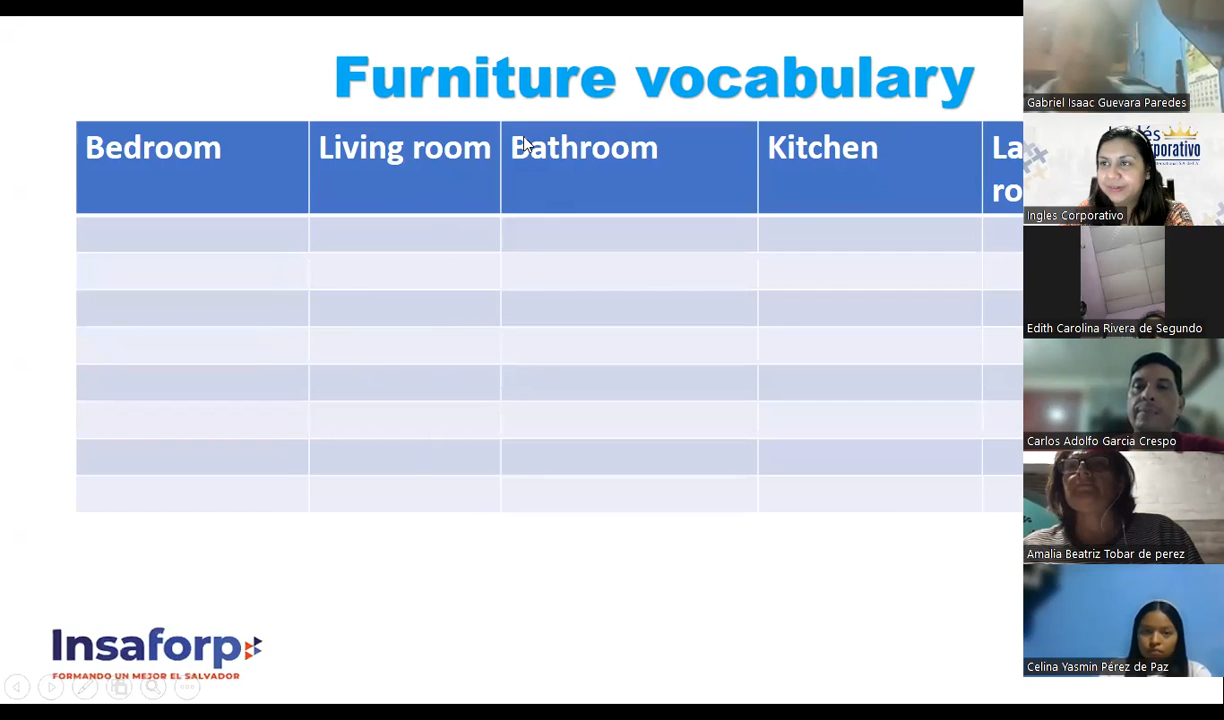 Furniture vocabulary
Bedroom
Living room
Bathroom
Kitchen
Insaforp
FORMANDO UN MEJOR EL SALVADOR
Gabriel Isaac Guevara Paredes
Ingles Corporativo
Edith Carolina Rivera de Segundo
Carlos Adolfo Garcia Crespo
Amalia Beatriz Tobar de perez
Celina Yasmin Pérez de Paz